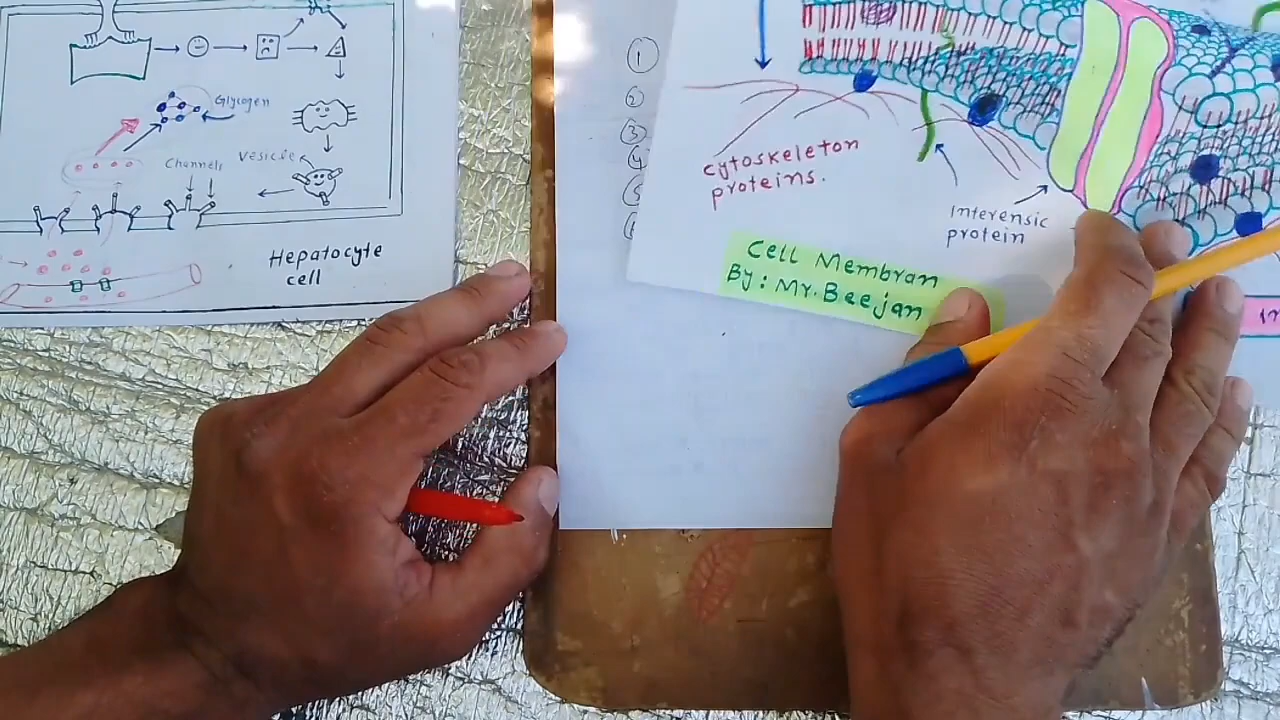 Glycogen
Channels
Vesicle
Hepatocyte
cell
1
2
3
4
5
6
cytoskeleton
proteins.
Interensic
protein
Cell Membran
By: Mr. Beejan